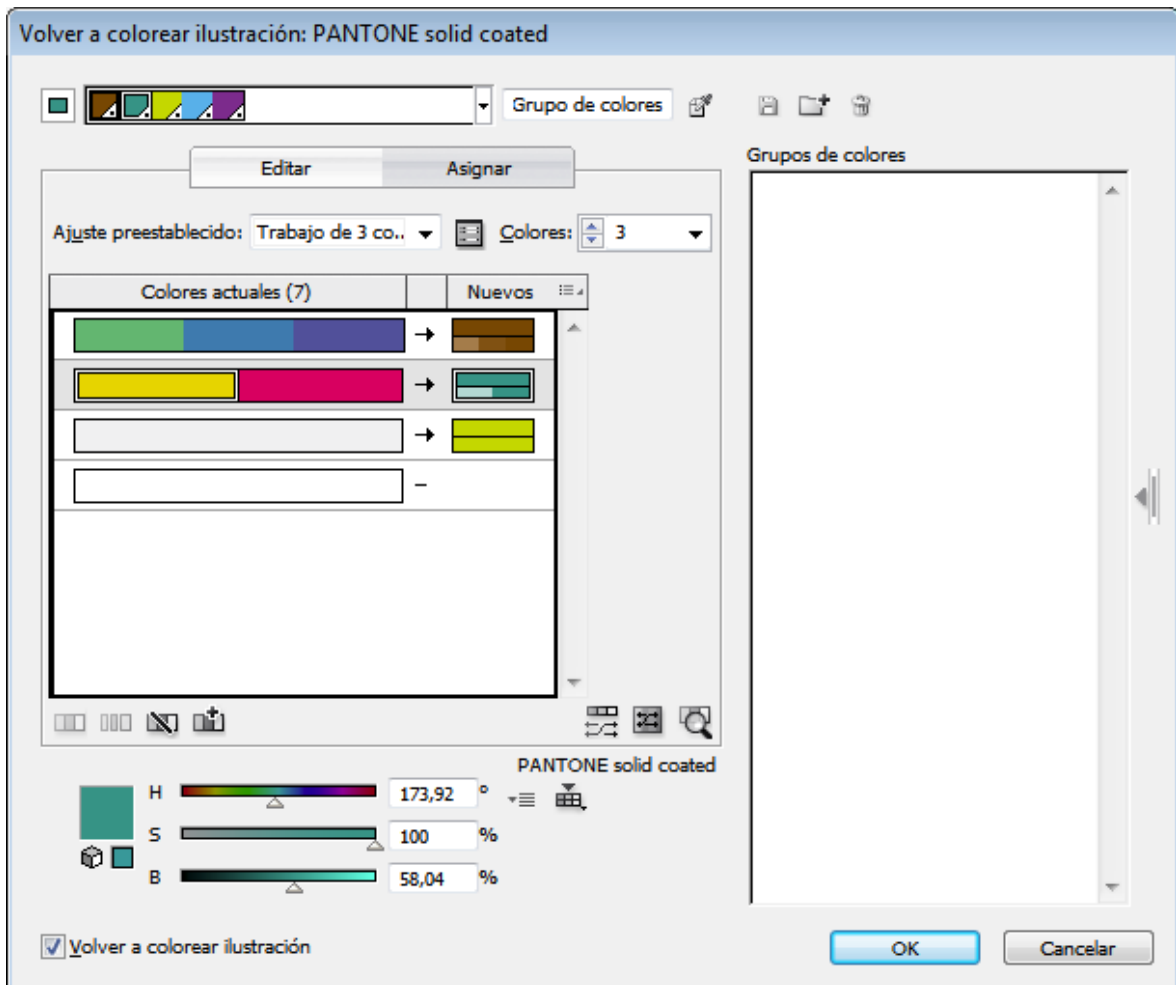 Volver a colorear ilustración: PANTONE solid coated
Grupo de colores
Editar
Asignar
Grupos de colores
Ajuste preestablecido: Trabajo de 3 co..
Colores: 3
Colores actuales (7)
Nuevos
PANTONE solid coated
H 173,92 °
S 100 %
B 58,04 %
Volver a colorear ilustración
OK
Cancelar